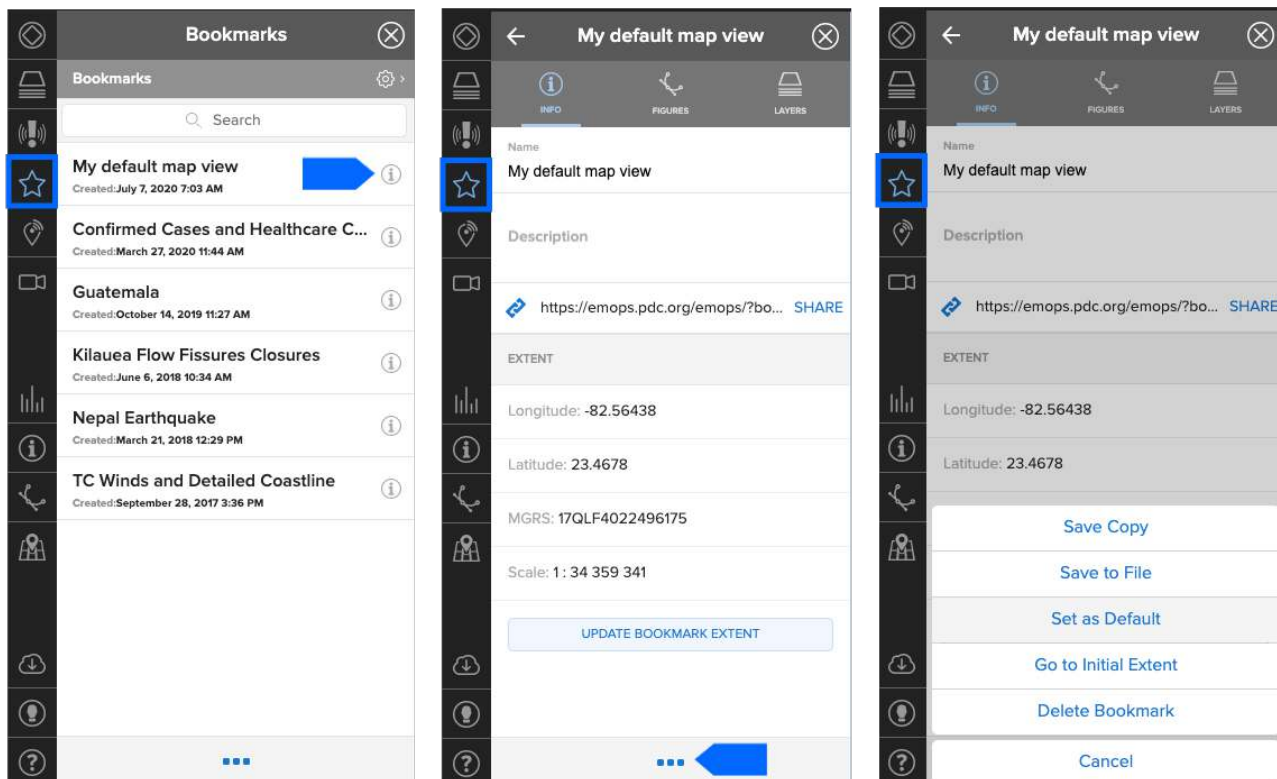 Bookmarks
Bookmarks
Search
My default map view
Created:July 7, 2020 7:03 AM
Confirmed Cases and Healthcare C...
Created:March 27, 2020 11:44 AM
Guatemala
Created:October 14, 2019 11:27 AM
Kilauea Flow Fissures Closures
Created:June 6, 2018 10:34 AM
Nepal Earthquake
Created:March 21, 2018 12:29 PM
TC Winds and Detailed Coastline
Created:September 28, 2017 3:36 PM
My default map view
INFO FIGURES LAYERS
Name
My default map view
Description
https://emops.pdc.org/emops/?bo... SHARE
EXTENT
Longitude: -82.56438
Latitude: 23.4678
MGRS: 17QLF4022496175
Scale: 1 : 34 359 341
UPDATE BOOKMARK EXTENT
My default map view
INFO FIGURES LAYERS
Name
My default map view
Description
https://emops.pdc.org/emops/?bo... SHARE
EXTENT
Longitude: -82.56438
Latitude: 23.4678
Save Copy
Save to File
Set as Default
Go to Initial Extent
Delete Bookmark
Cancel